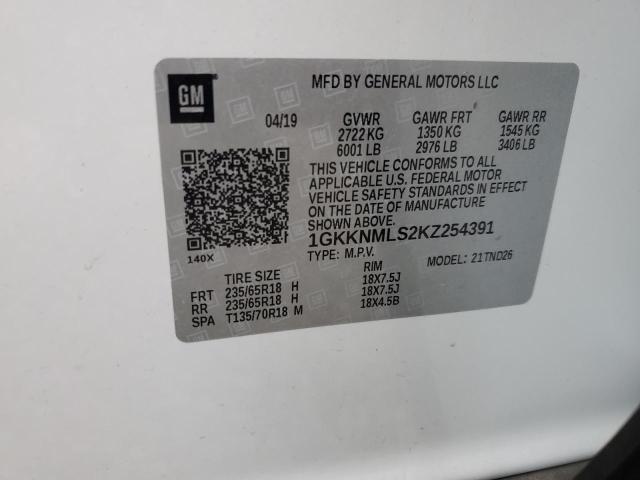 GM
MFD BY GENERAL MOTORS LLC
04/19 GVWR GAWR FRT GAWR RR
2722 KG 1350 KG 1545 KG
6001 LB 2976 LB 3406 LB
THIS VEHICLE CONFORMS TO ALL
APPLICABLE U.S. FEDERAL MOTOR
VEHICLE SAFETY STANDARDS IN EFFECT
ON THE DATE OF MANUFACTURE
SHOWN ABOVE.
1GKKNMLS2KZ254391
140X
TYPE: M.P.V. MODEL: 21TND26
TIRE SIZE RIM
FRT 235/65R18 H 18X7.5J
RR 235/65R18 H 18X7.5J
SPA T135/70R18 M 18X4.5B